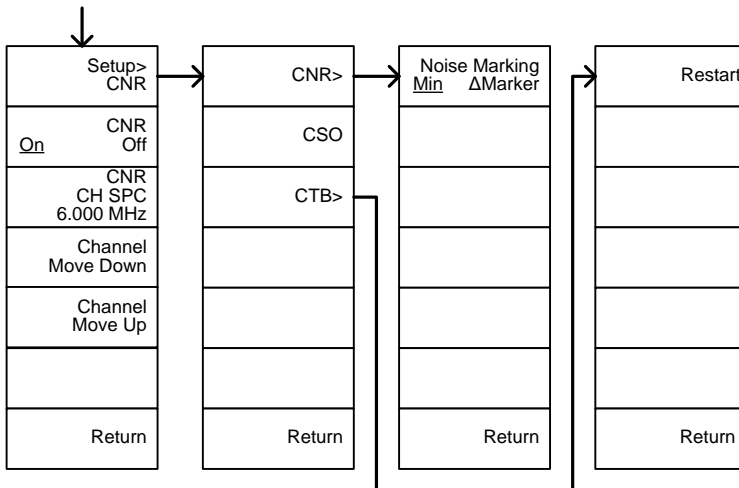 Setup>
CNR
CNR
On Off
CNR
CH SPC
6.000 MHz
Channel
Move Down
Channel
Move Up
Return
CNR>
CSO
CTB>
Return
Noise Marking
Min ΔMarker
Return
Restart
Return